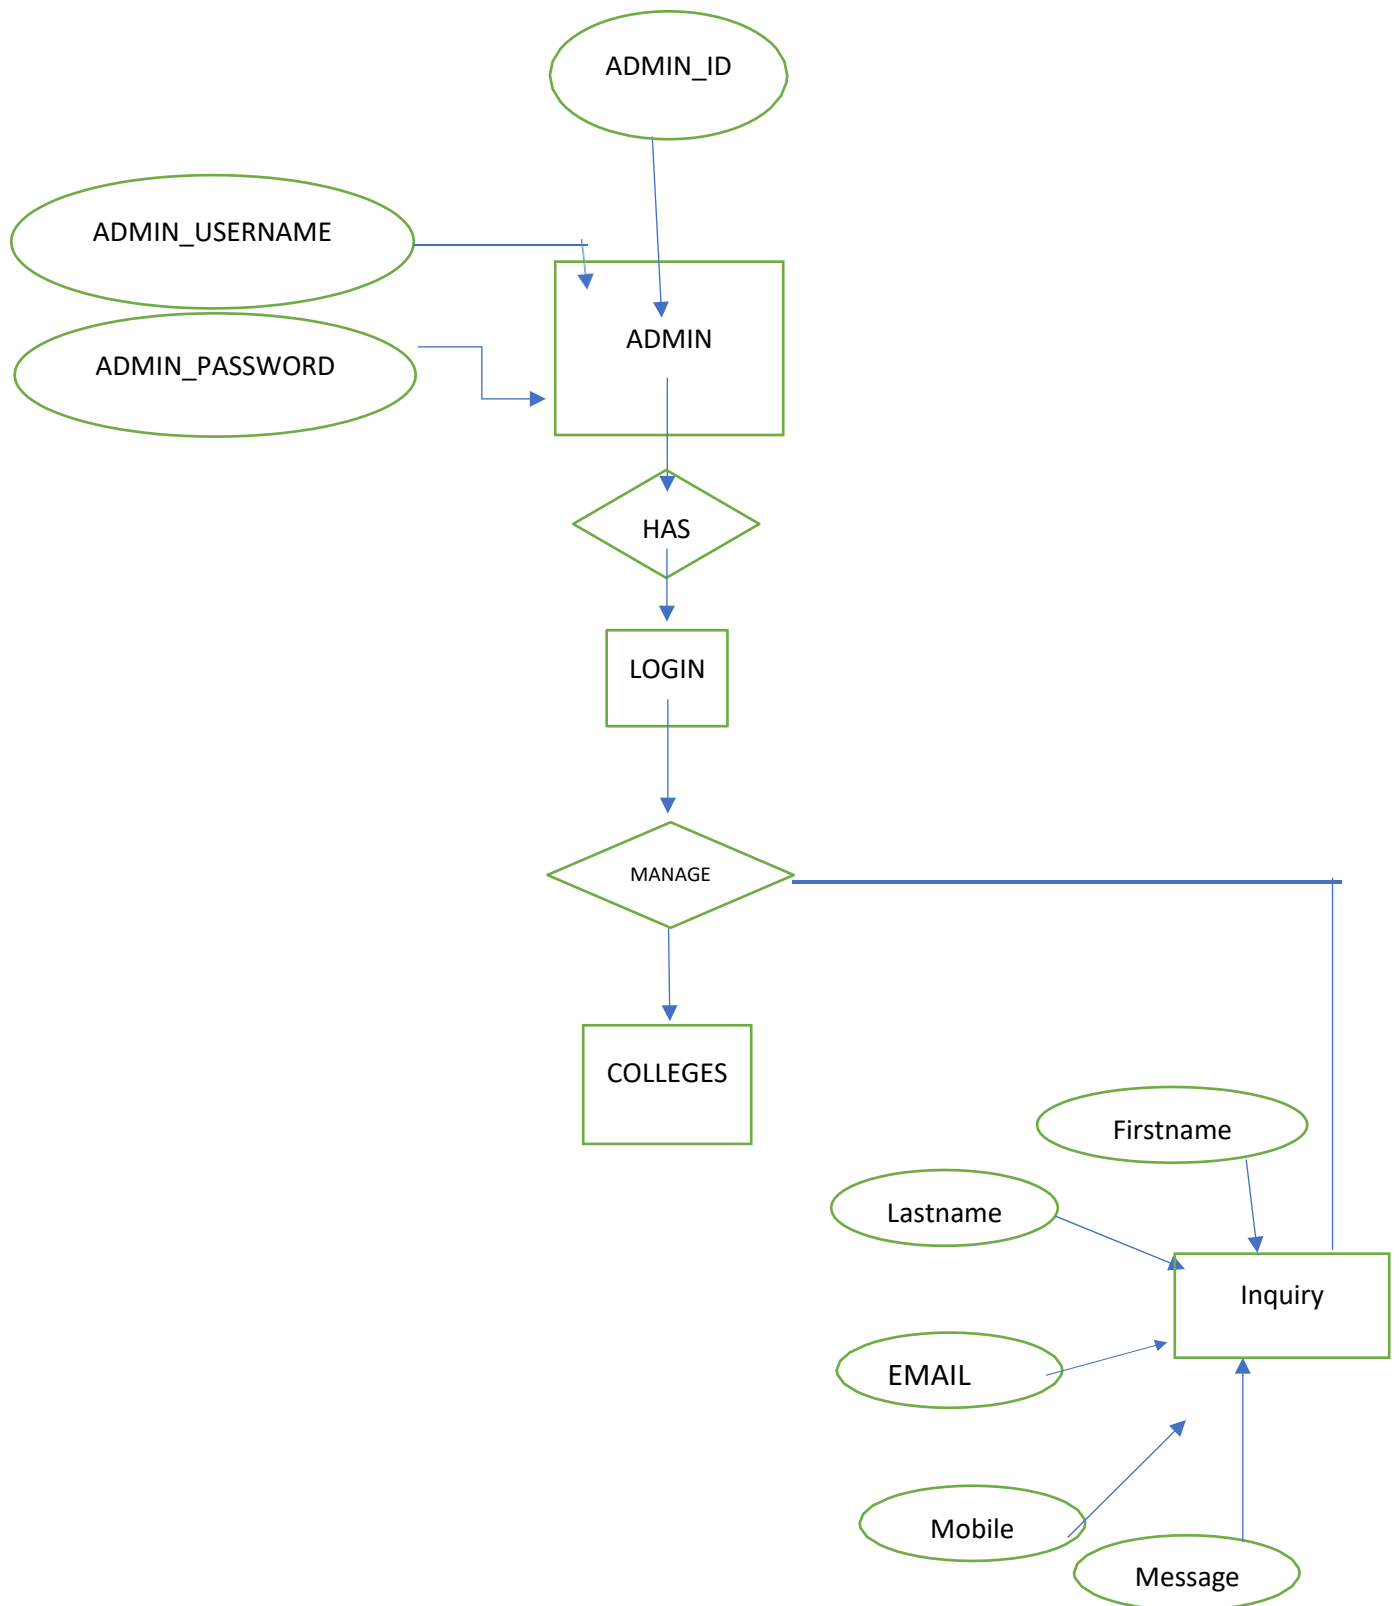 ADMIN_ID
ADMIN_USERNAME
ADMIN
ADMIN_PASSWORD
HAS
LOGIN
MANAGE
COLLEGES
Firstname
Lastname
Inquiry
EMAIL
Mobile
Message